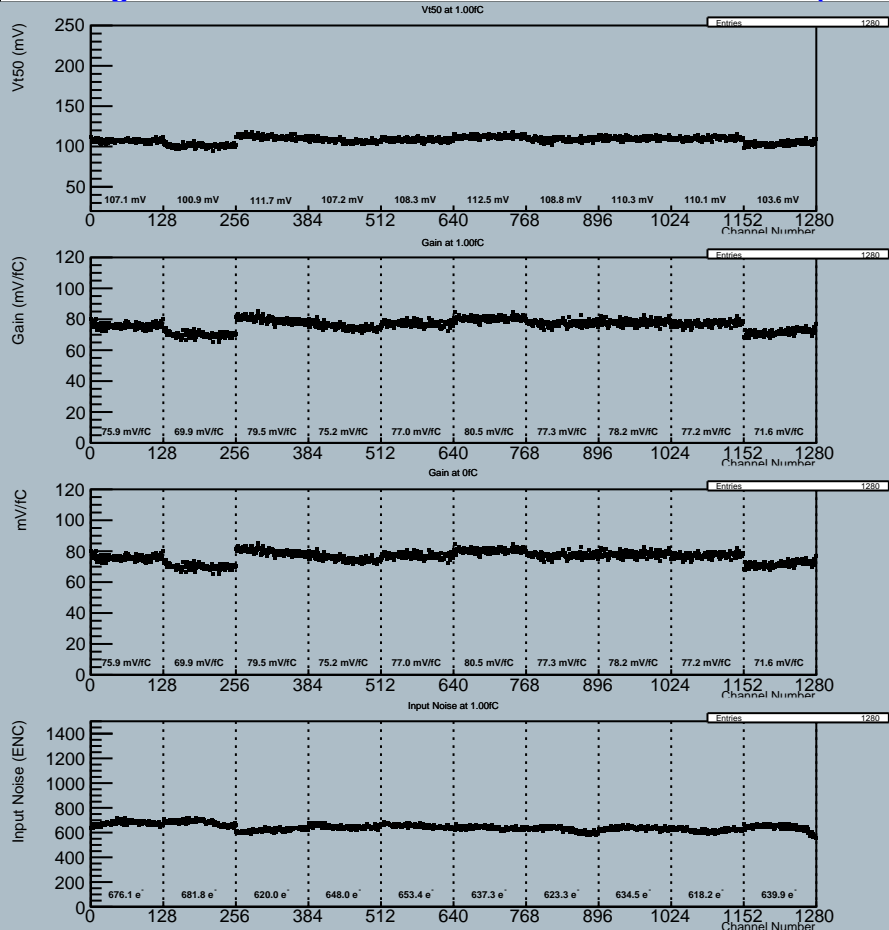 Vt50 at 1.00fC
Entries 1280
Vt50 (mV)
250
200
150
100
50
107.1 mV 100.9 mV 111.7 mV 107.2 mV 108.3 mV 112.5 mV 108.8 mV 110.3 mV 110.1 mV 103.6 mV
0 128 256 384 512 640 768 896 1024 1152 1280
Channel Number
Gain at 1.00fC
Entries 1280
Gain (mV/fC)
120
100
80
60
40
20
0
75.9 mV/fC 69.9 mV/fC 79.5 mV/fC 75.2 mV/fC 77.0 mV/fC 80.5 mV/fC 77.3 mV/fC 78.2 mV/fC 77.2 mV/fC 71.6 mV/fC
0 128 256 384 512 640 768 896 1024 1152 1280
Channel Number
Gain at 0fC
Entries 1280
mV/fC
120
100
80
60
40
20
0
75.9 mV/fC 69.9 mV/fC 79.5 mV/fC 75.2 mV/fC 77.0 mV/fC 80.5 mV/fC 77.3 mV/fC 78.2 mV/fC 77.2 mV/fC 71.6 mV/fC
0 128 256 384 512 640 768 896 1024 1152 1280
Channel Number
Input Noise at 1.00fC
Entries 1280
Input Noise (ENC)
1400
1200
1000
800
600
400
200
0
676.1 e⁻ 681.8 e⁻ 620.0 e⁻ 648.0 e⁻ 653.4 e⁻ 637.3 e⁻ 623.3 e⁻ 634.5 e⁻ 618.2 e⁻ 639.9 e⁻
0 128 256 384 512 640 768 896 1024 1152 1280
Channel Number